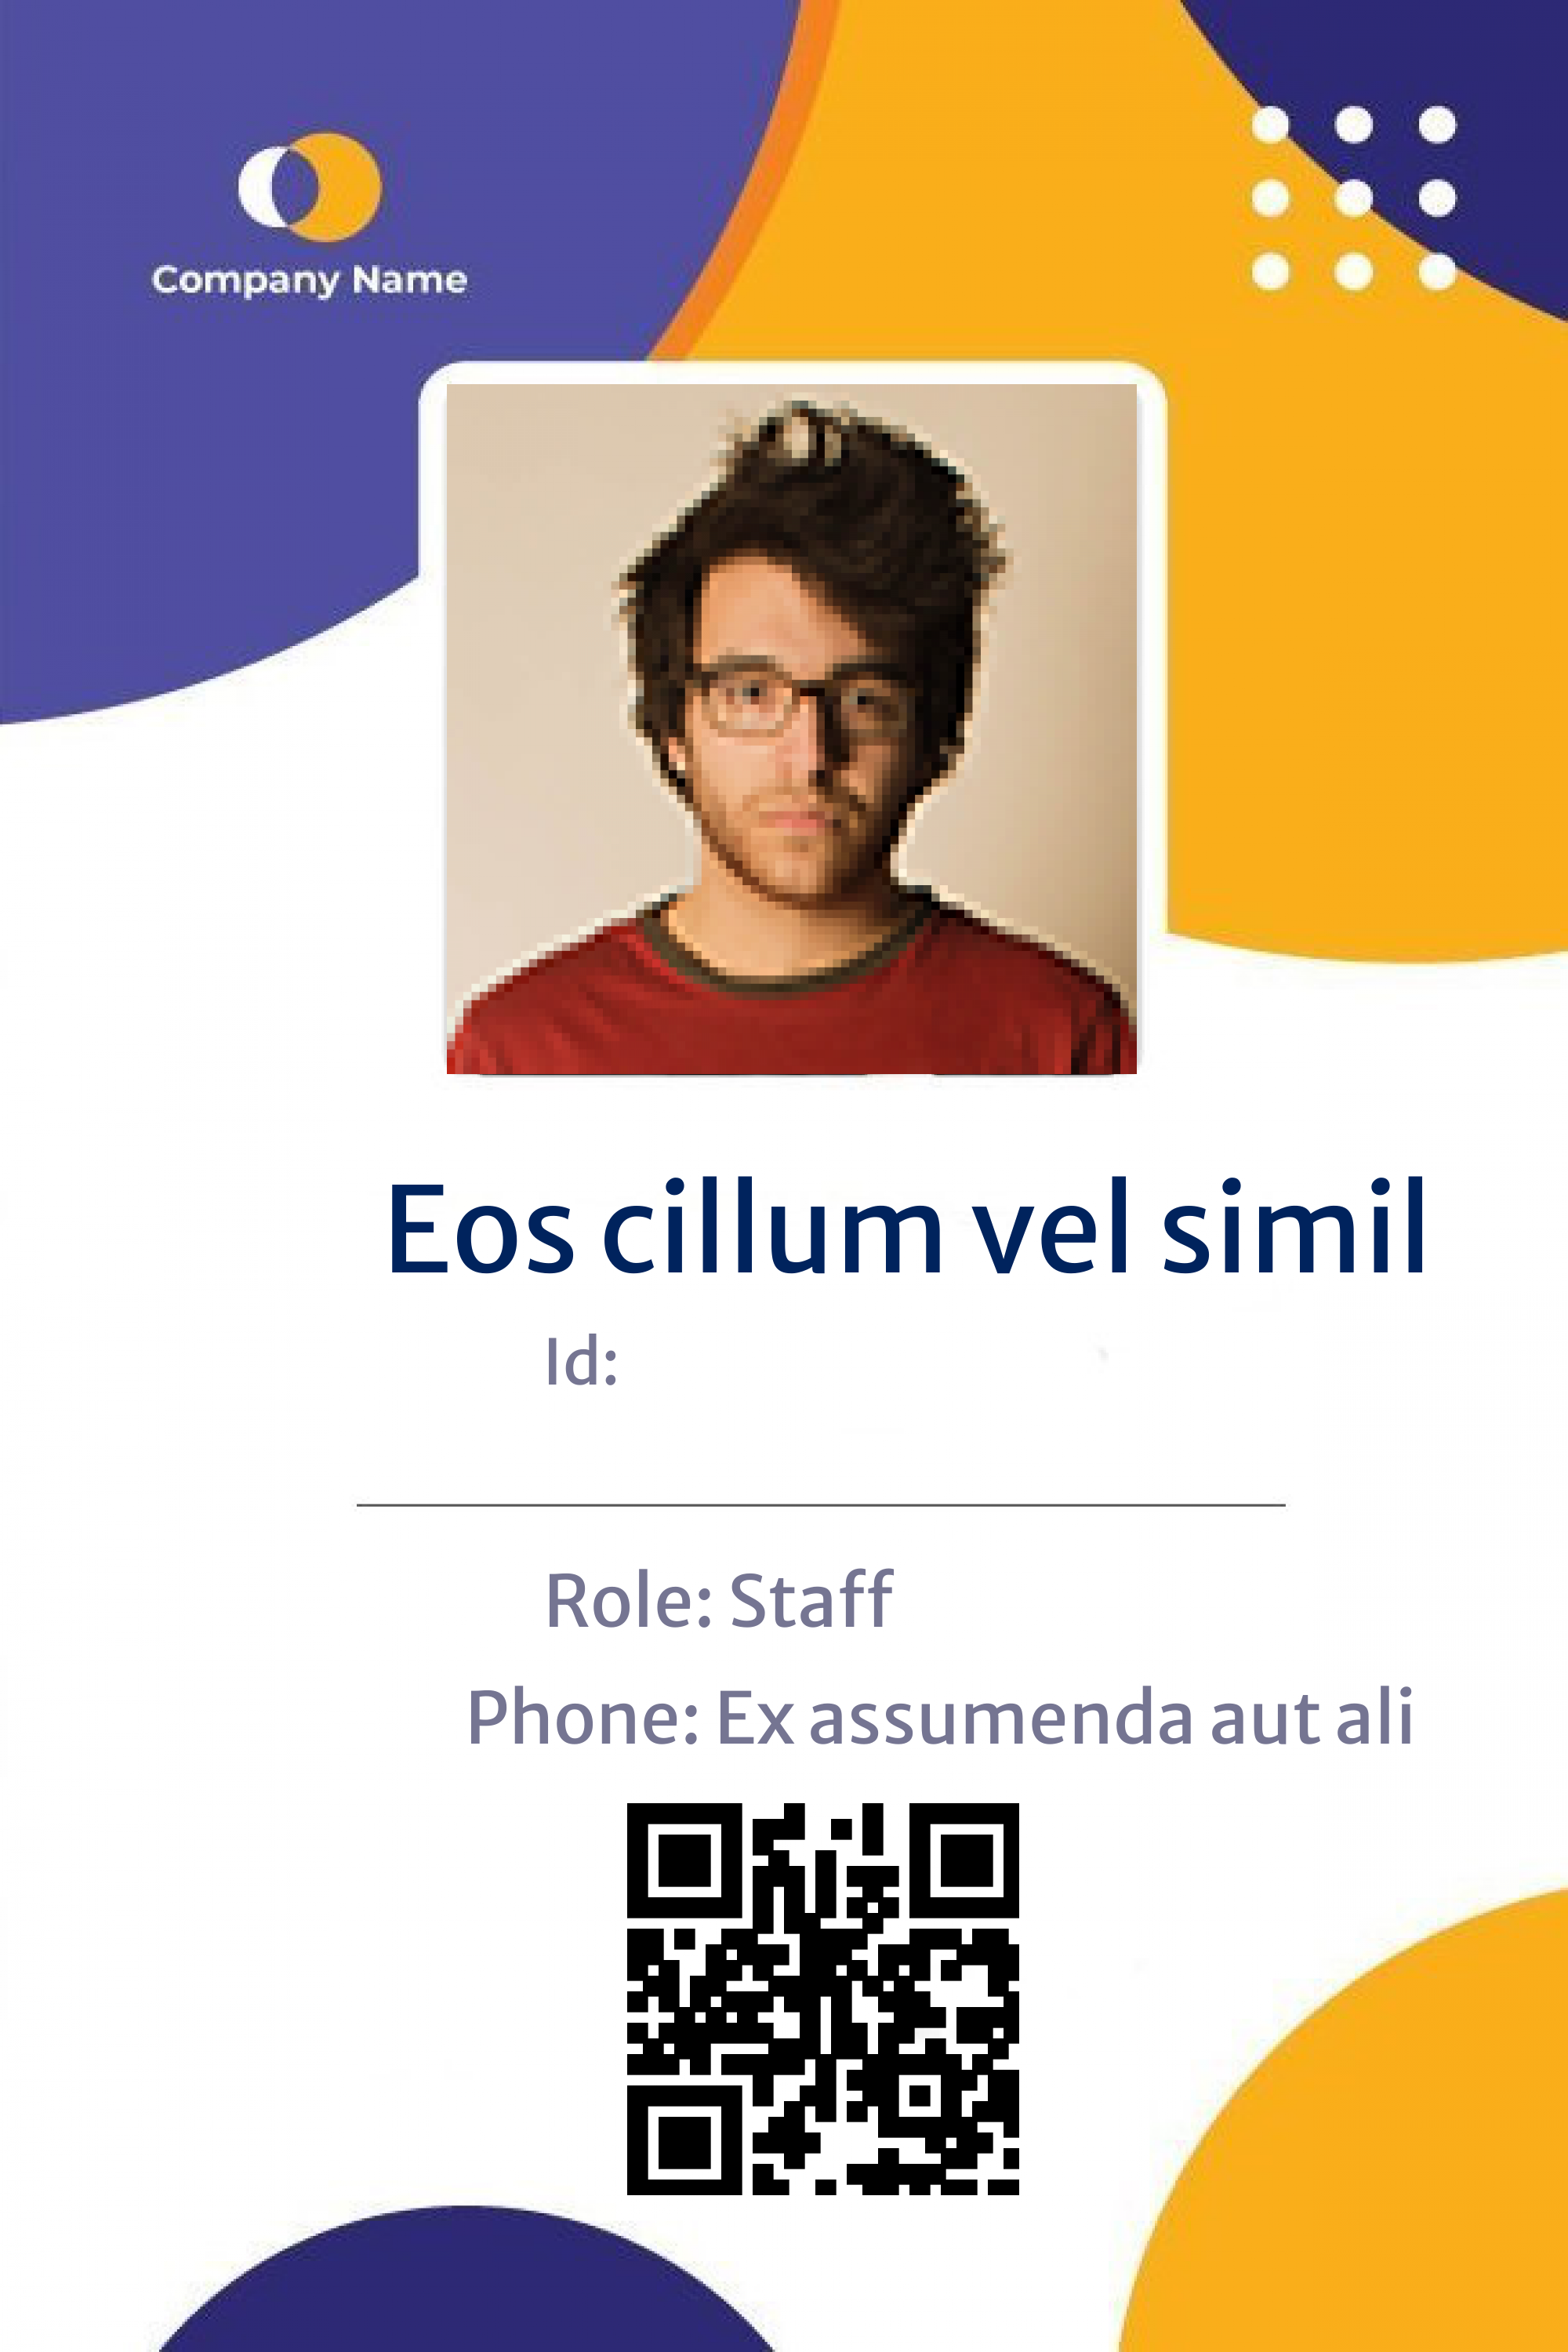 Company Name
Eos cillum vel simil
Id:
Role: Staff
Phone: Ex assumenda aut ali